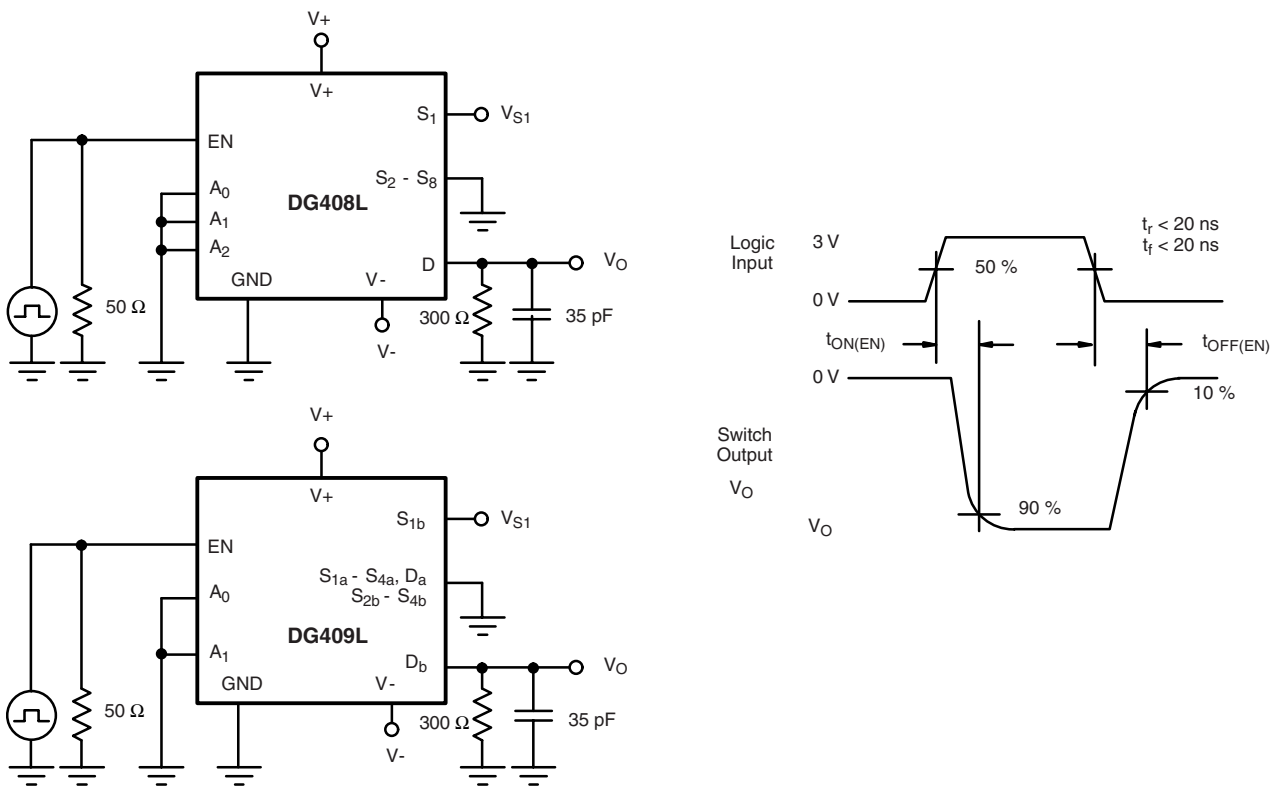 V+
V+
S1
VS1
EN
S2 - S8
A0
DG408L
A1
A2
D
VO
GND
V-
50 Ω
300 Ω
35 pF
V-
V+
V+
S1b
VS1
EN
S1a - S4a, Da
S2b - S4b
A0
DG409L
A1
Db
VO
GND
V-
50 Ω
300 Ω
35 pF
V-
Logic
Input
3 V
tr < 20 ns
tf < 20 ns
50 %
0 V
tON(EN)
tOFF(EN)
0 V
10 %
Switch
Output
VO
90 %
VO